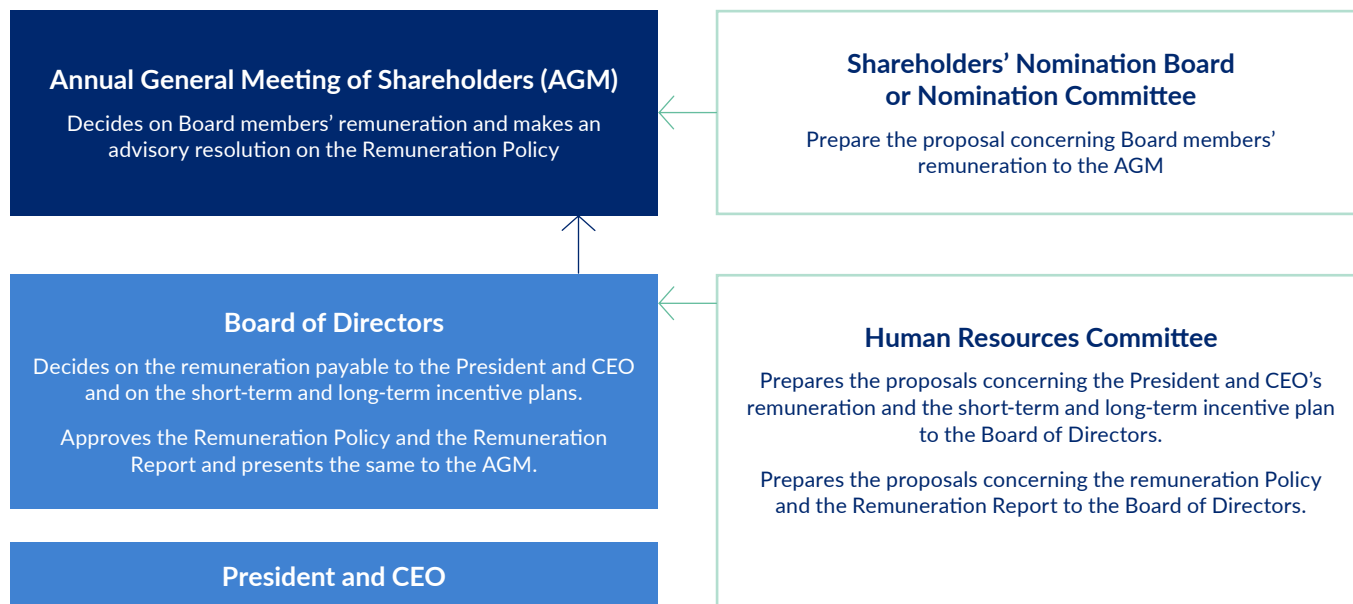 Annual General Meeting of Shareholders (AGM)
Decides on Board members’ remuneration and makes an
advisory resolution on the Remuneration Policy
Shareholders’ Nomination Board
or Nomination Committee
Prepare the proposal concerning Board members’
remuneration to the AGM
Board of Directors
Decides on the remuneration payable to the President and CEO
and on the short-term and long-term incentive plans.
Approves the Remuneration Policy and the Remuneration
Report and presents the same to the AGM.
Human Resources Committee
Prepares the proposals concerning the President and CEO’s
remuneration and the short-term and long-term incentive plan
to the Board of Directors.
Prepares the proposals concerning the remuneration Policy
and the Remuneration Report to the Board of Directors.
President and CEO